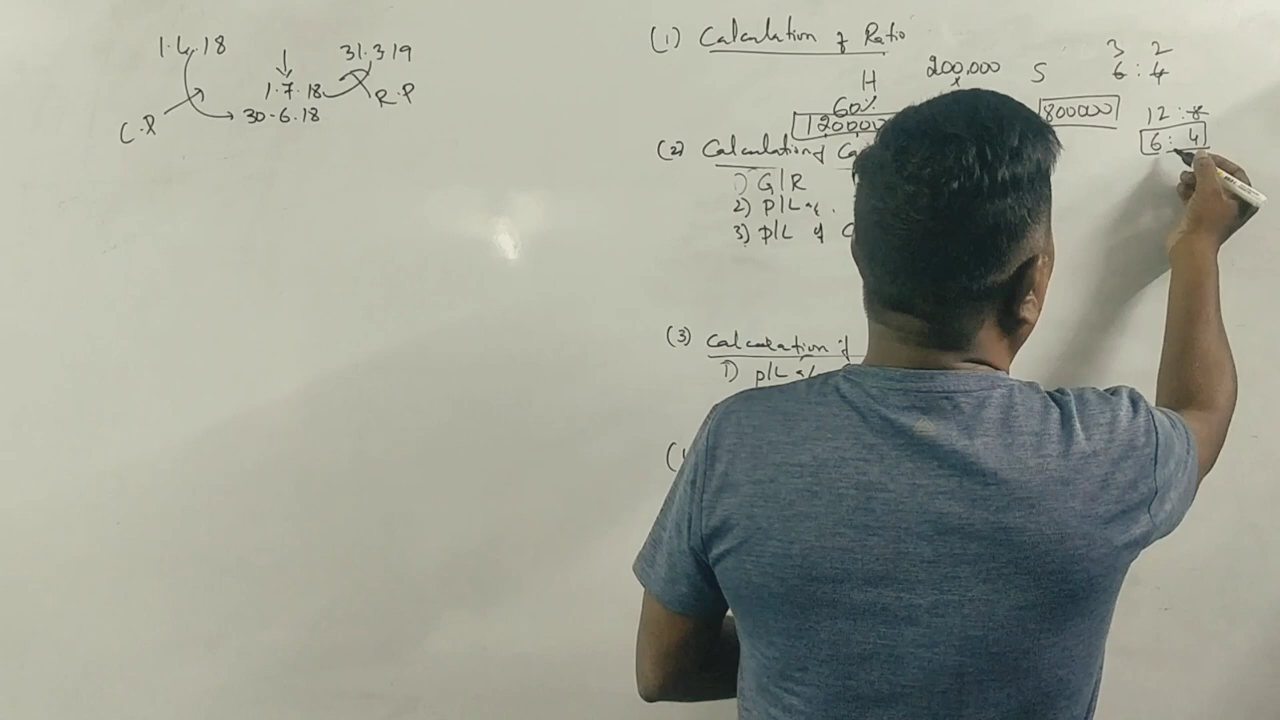 1.4.18
31.3.19
1.7.18
R.P
30-6.18
C.P
(1) Calculation of Ratio
H 200,000 S
3 2
6 : 4
60%
120000
800000
12 : 8
6 : 4
(2) Calculation of
1) G/R
2) P/L a/c.
3) P/L of
(3) Calculation of
1) P/L a/c